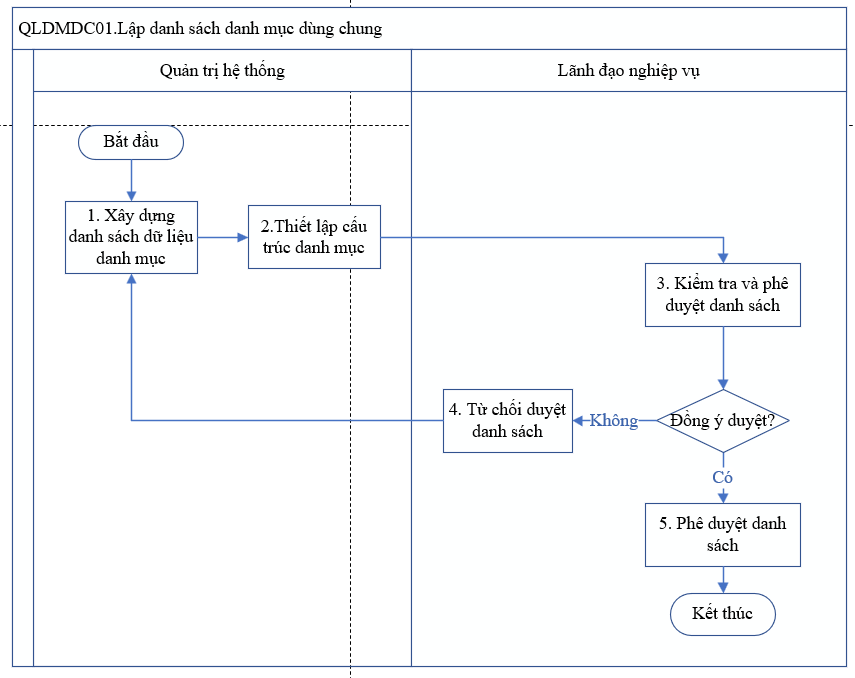 QLDMDC01.Lập danh sách danh mục dùng chung
Quản trị hệ thống
Lãnh đạo nghiệp vụ
Bắt đầu
1. Xây dựng
danh sách dữ liệu
danh mục
2.Thiết lập cấu
trúc danh mục
3. Kiểm tra và phê
duyệt danh sách
Đồng ý duyệt?
Không
4. Từ chối duyệt
danh sách
Có
5. Phê duyệt danh
sách
Kết thúc